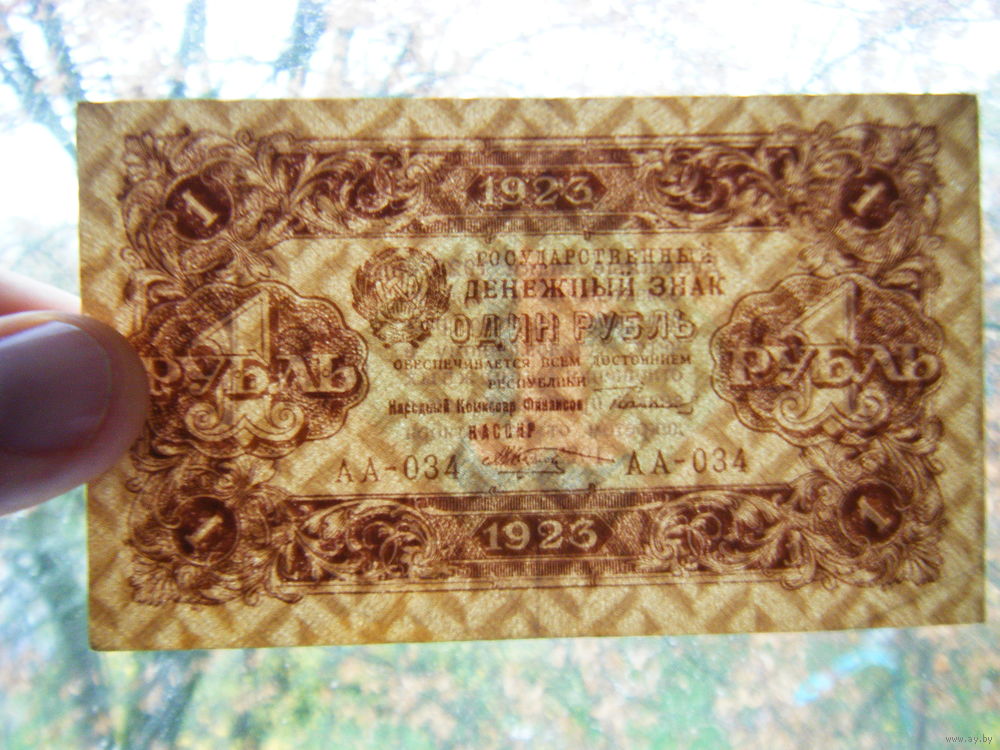 1923
1
1
ГОСУДАРСТВЕННЫЙ
ДЕНЕЖНЫЙ ЗНАК
ОДИН РУБЛЬ
ОБЕСПЕЧИВАЕТСЯ ВСЕМ ДОСТОЯНИЕМ
РЕСПУБЛИКИ
1 РУБЛЬ
1 РУБЛЬ
Народный Комиссар Финансов
КАССИР
АА-034
АА-034
1
1923
1
www.ay.by